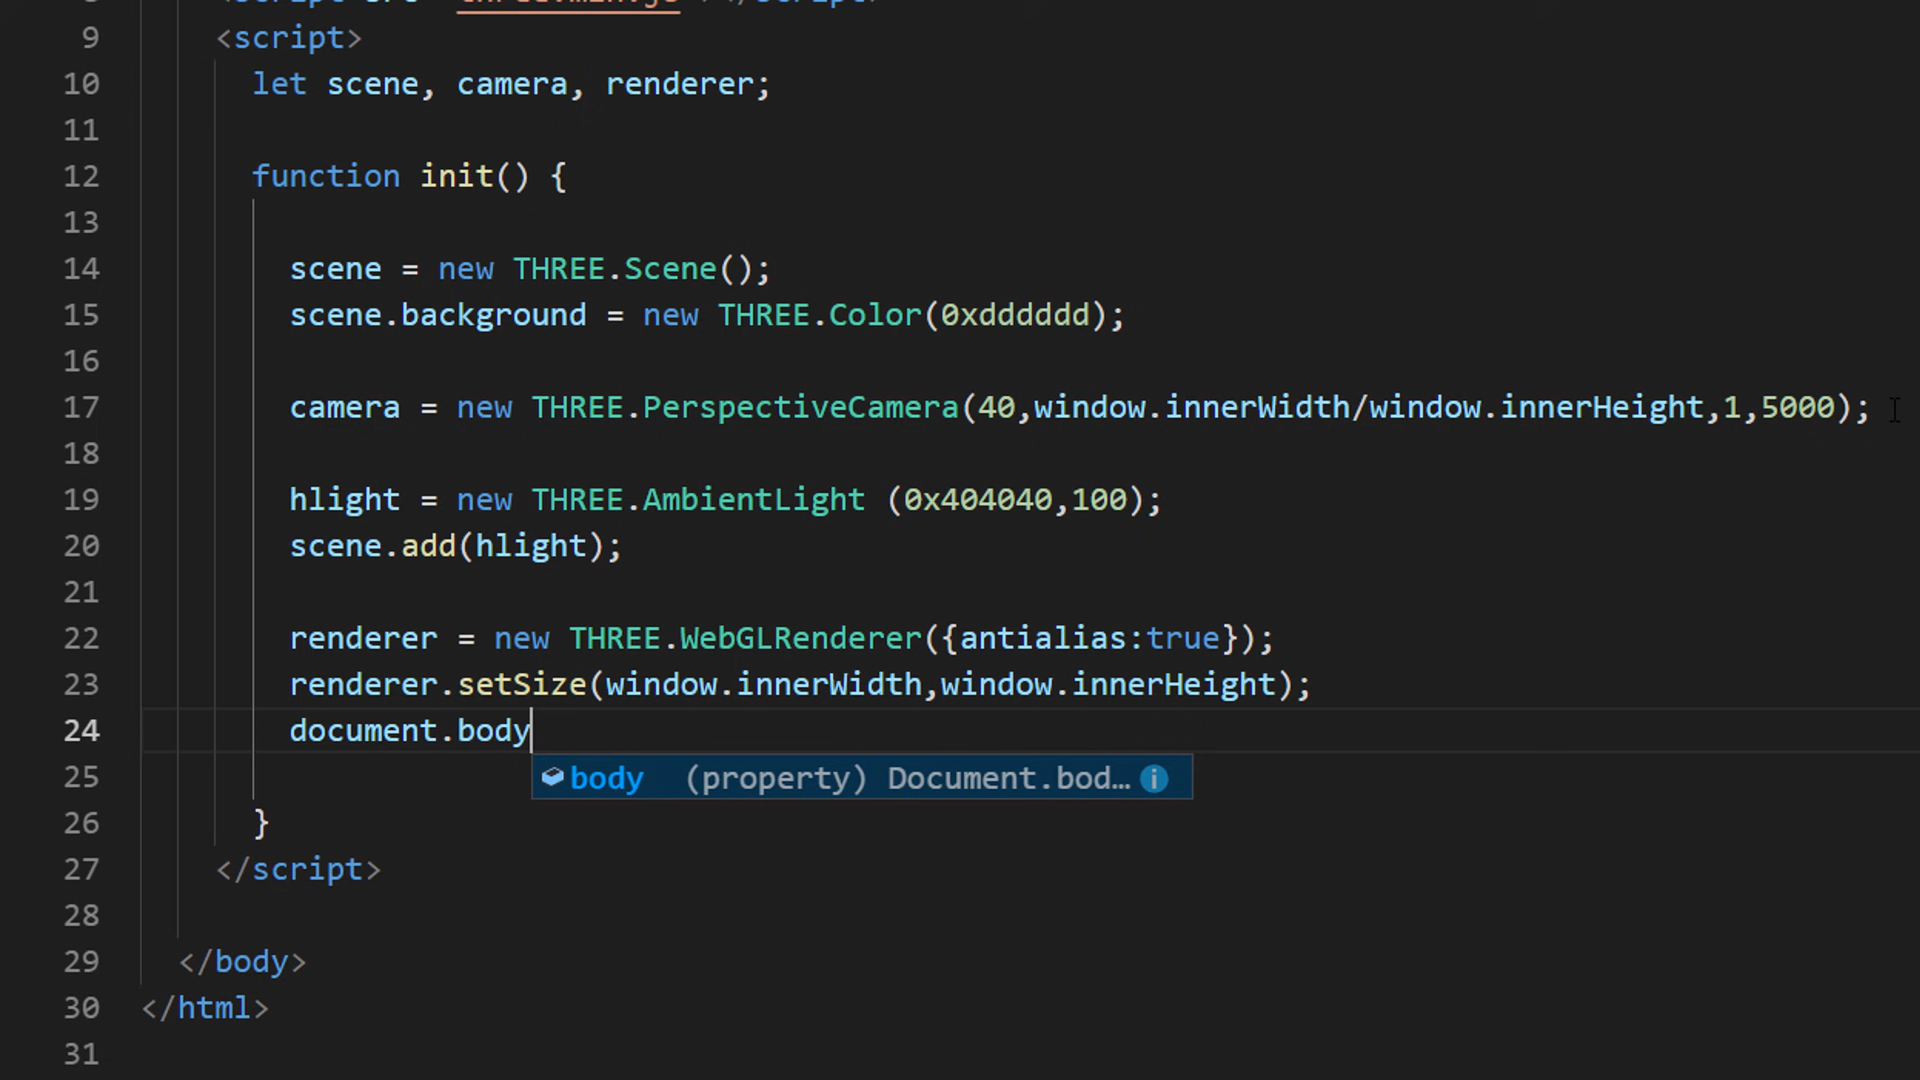 9 <script>
10 let scene, camera, renderer;
11
12 function init() {
13
14 scene = new THREE.Scene();
15 scene.background = new THREE.Color(0xdddddd);
16
17 camera = new THREE.PerspectiveCamera(40,window.innerWidth/window.innerHeight,1,5000);
18
19 hlight = new THREE.AmbientLight (0x404040,100);
20 scene.add(hlight);
21
22 renderer = new THREE.WebGLRenderer({antialias:true});
23 renderer.setSize(window.innerWidth,window.innerHeight);
24 document.body
25 body (property) Document.bod…
26 }
27 </script>
28
29 </body>
30 </html>
31